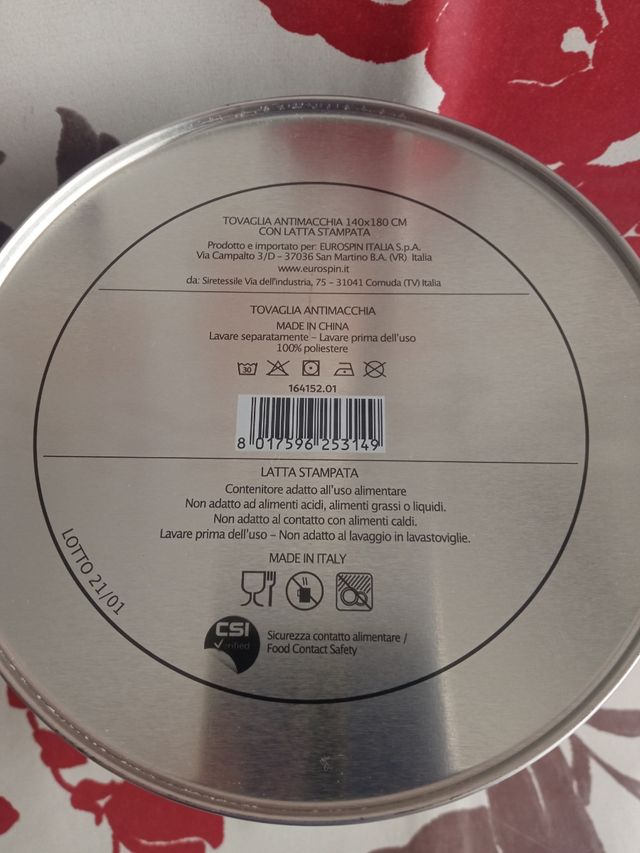 TOVAGLIA ANTIMACCHIA 140x180 CM
CON LATTA STAMPATA
Prodotto e importato per: EUROSPIN ITALIA S.p.A.
Via Campalto 3/D – 37036 San Martino B.A. (VR) Italia
www.eurospin.it
da: Siretessile Via dell'industria, 75 – 31041 Cornuda (TV) Italia
TOVAGLIA ANTIMACCHIA
MADE IN CHINA
Lavare separatamente – Lavare prima dell'uso
100% poliestere
30
164152.01
8 017596 253149
LATTA STAMPATA
Contenitore adatto all'uso alimentare
Non adatto ad alimenti acidi, alimenti grassi o liquidi.
Non adatto al contatto con alimenti caldi.
Lavare prima dell'uso – Non adatto al lavaggio in lavastoviglie.
MADE IN ITALY
LOTTO 21/01
CSI
Verified
Sicurezza contatto alimentare /
Food Contact Safety